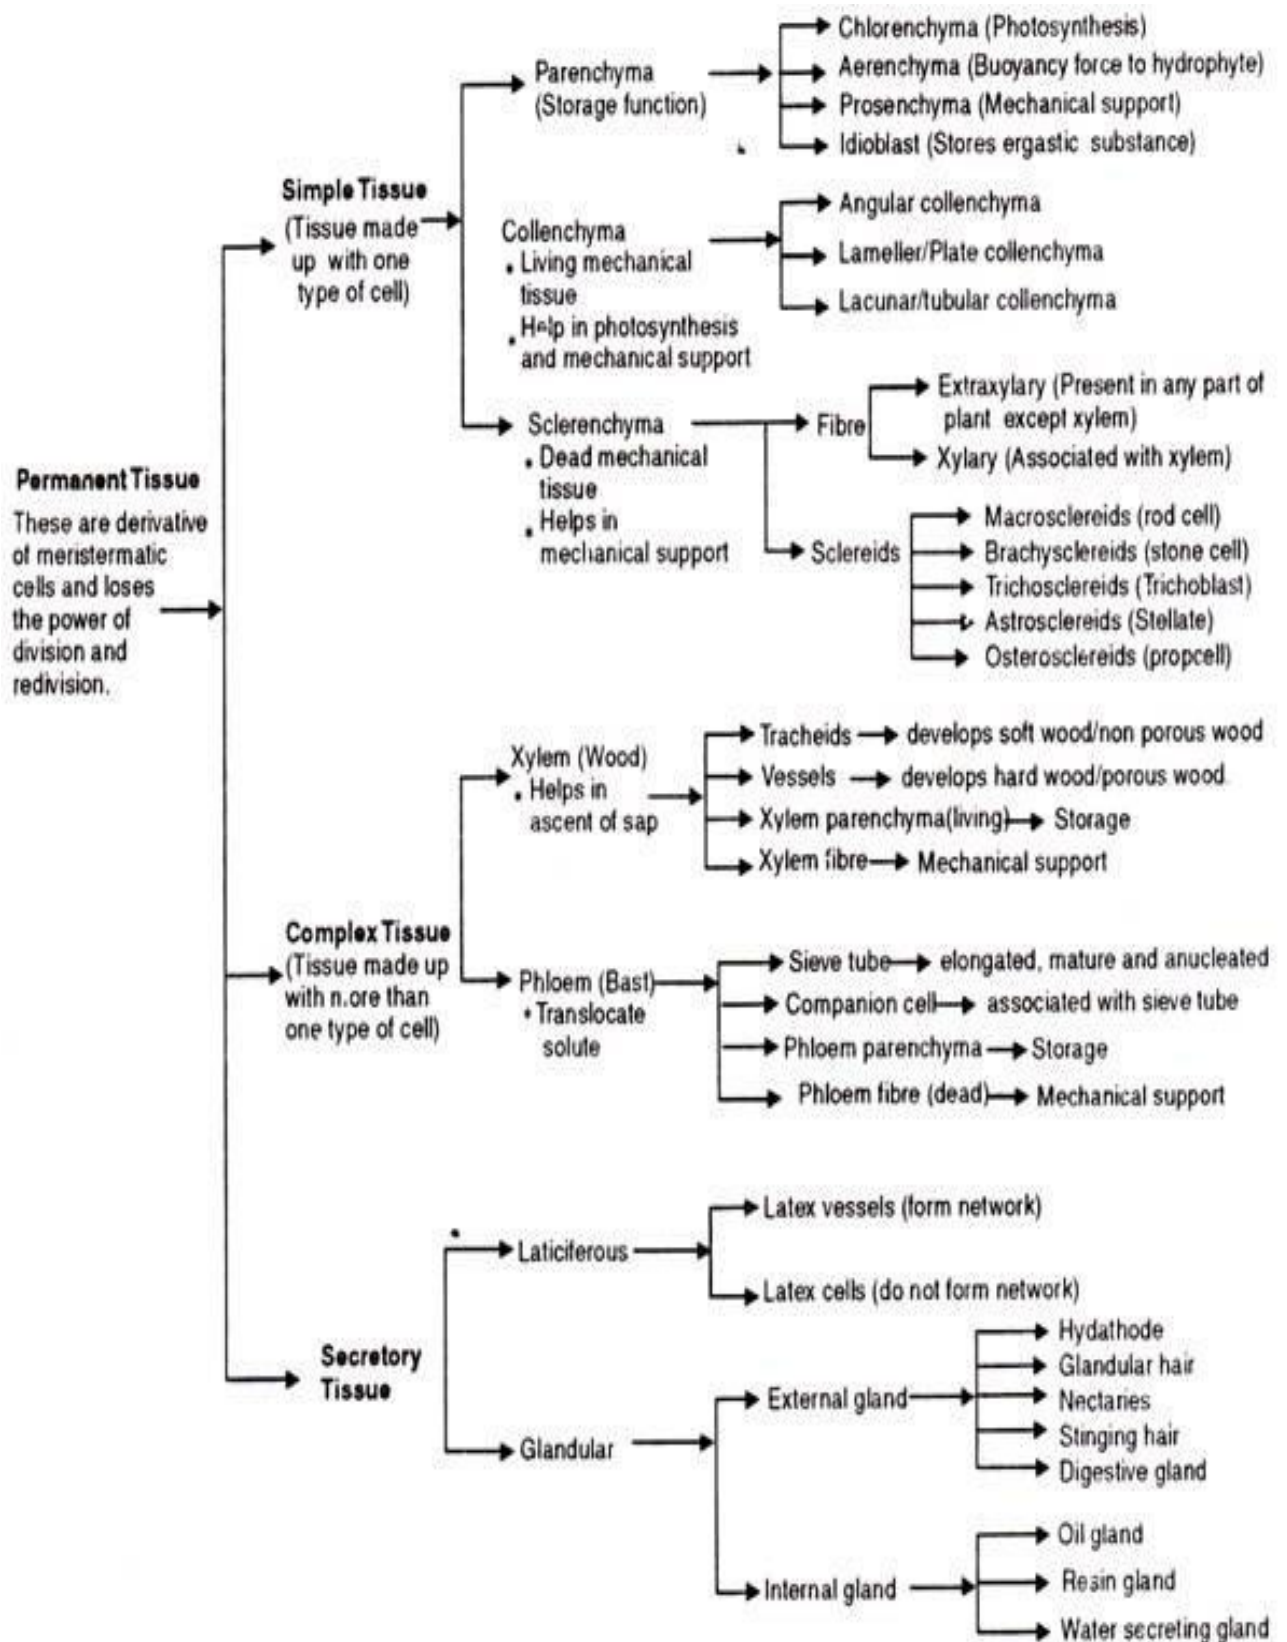 Chlorenchyma (Photosynthesis)
Parenchyma
(Storage function)
Aerenchyma (Buoyancy force to hydrophyte)
Prosenchyma (Mechanical support)
Idioblast (Stores ergastic substance)
Simple Tissue
(Tissue made
up with one
type of cell)
Collenchyma
• Living mechanical
tissue
• Help in photosynthesis
and mechanical support
Angular collenchyma
Lameller/Plate collenchyma
Lacunar/tubular collenchyma
Sclerenchyma
• Dead mechanical
tissue
• Helps in
mechanical support
Fibre
Extraxylary (Present in any part of
plant except xylem)
Xylary (Associated with xylem)
Sclereids
Macrosclereids (rod cell)
Brachysclereids (stone cell)
Trichosclereids (Trichoblast)
Astrosclereids (Stellate)
Osterosclereids (propcell)
Permanent Tissue
These are derivative
of meristermatic
cells and loses
the power of
division and
redivision.
Xylem (Wood)
• Helps in
ascent of sap
Tracheids develops soft wood/non porous wood
Vessels develops hard wood/porous wood
Xylem parenchyma(living) Storage
Xylem fibre Mechanical support
Complex Tissue
(Tissue made up
with more than
one type of cell)
Phloem (Bast)
• Translocate
solute
Sieve tube elongated, mature and anucleated
Companion cell associated with sieve tube
Phloem parenchyma Storage
Phloem fibre (dead) Mechanical support
Secretory
Tissue
Laticiferous
Latex vessels (form network)
Latex cells (do not form network)
Glandular
External gland
Hydathode
Glandular hair
Nectaries
Stinging hair
Digestive gland
Internal gland
Oil gland
Resin gland
Water secreting gland